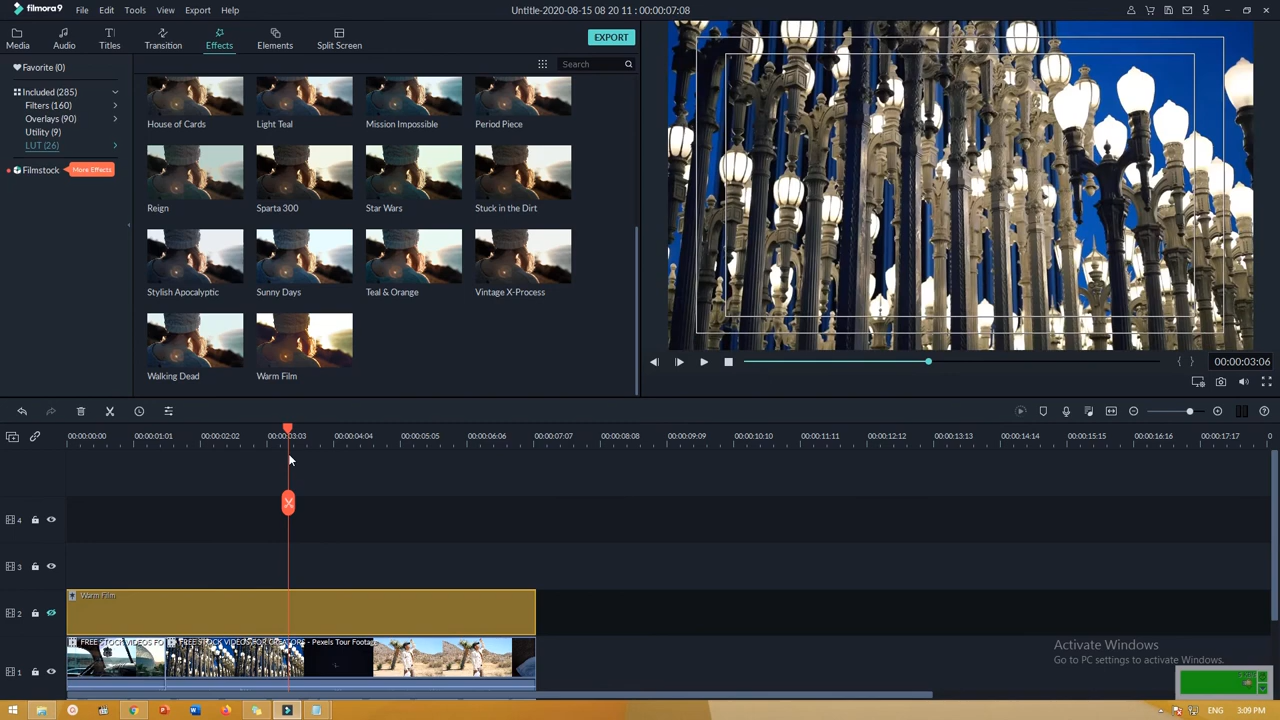 filmora9
File
Edit
Tools
View
Export
Help
Untitle-2020-08-15 08 20 11 : 00:00:07:08
Media
Audio
Titles
Transition
Effects
Elements
Split Screen
EXPORT
Favorite (0)
Search
Included (285)
Filters (160)
Overlays (90)
Utility (9)
LUT (26)
Filmstock
More Effects
House of Cards
Light Teal
Mission Impossible
Period Piece
Reign
Sparta 300
Star Wars
Stuck in the Dirt
Stylish Apocalyptic
Sunny Days
Teal & Orange
Vintage X-Process
Walking Dead
Warm Film
00:00:03:06
00:00:00:00
00:00:01:01
00:00:02:02
00:00:03:03
00:00:04:04
00:00:05:05
00:00:06:06
00:00:07:07
00:00:08:08
00:00:09:09
00:00:10:10
00:00:11:11
00:00:12:12
00:00:13:13
00:00:14:14
00:00:15:15
00:00:16:16
00:00:17:17
0
4
3
2
Warm Film
1
FREE STOCK VIDEOS FO
FREE STOCK VIDEOS FOR CREATORS - Pexels Tour Footage
Activate Windows
Go to PC settings to activate Windows.
ENG
3:09 PM